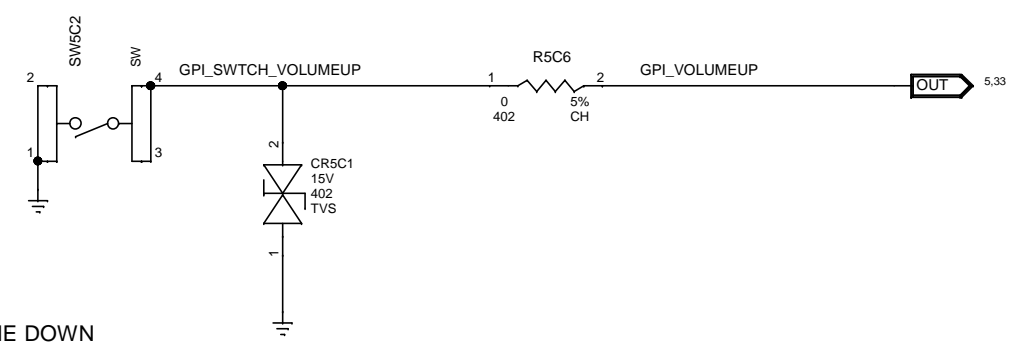 SW5C2
SW
2
4
GPI_SWTCH_VOLUMEUP
1
R5C6
2
GPI_VOLUMEUP
OUT
5,33
0
5%
402
CH
1
3
2
CR5C1
15V
402
TVS
1
DOWN